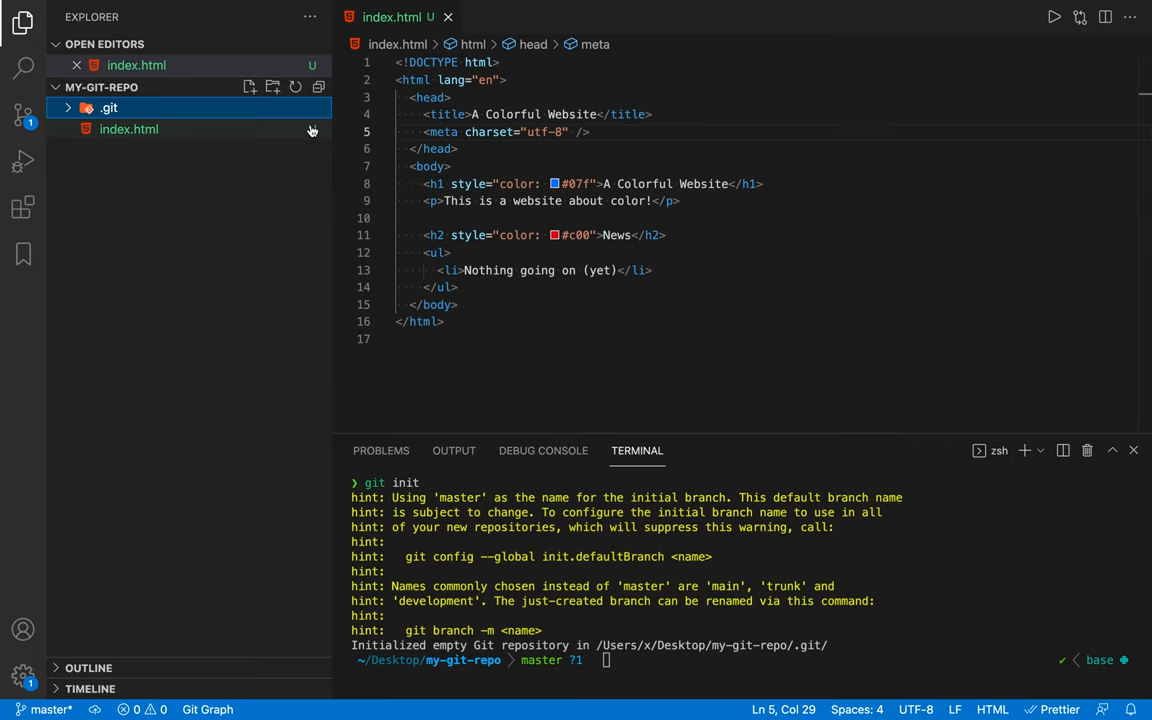 EXPLORER
OPEN EDITORS
index.html U
MY-GIT-REPO
.git
index.html
1
OUTLINE
TIMELINE
1
index.html U
index.html > html > head > meta
1 <!DOCTYPE html>
2 <html lang="en">
3 <head>
4 <title>A Colorful Website</title>
5 <meta charset="utf-8" />
6 </head>
7 <body>
8 <h1 style="color: #07f">A Colorful Website</h1>
9 <p>This is a website about color!</p>
10
11 <h2 style="color: #c00">News</h2>
12 <ul>
13 <li>Nothing going on (yet)</li>
14 </ul>
15 </body>
16 </html>
17
PROBLEMS OUTPUT DEBUG CONSOLE TERMINAL zsh
❯ git init
hint: Using 'master' as the name for the initial branch. This default branch name
hint: is subject to change. To configure the initial branch name to use in all
hint: of your new repositories, which will suppress this warning, call:
hint:
hint: git config --global init.defaultBranch <name>
hint:
hint: Names commonly chosen instead of 'master' are 'main', 'trunk' and
hint: 'development'. The just-created branch can be renamed via this command:
hint:
hint: git branch -m <name>
Initialized empty Git repository in /Users/x/Desktop/my-git-repo/.git/
~/Desktop/my-git-repo master ?1 ✓ base
master* 0 0 Git Graph Ln 5, Col 29 Spaces: 4 UTF-8 LF HTML Prettier